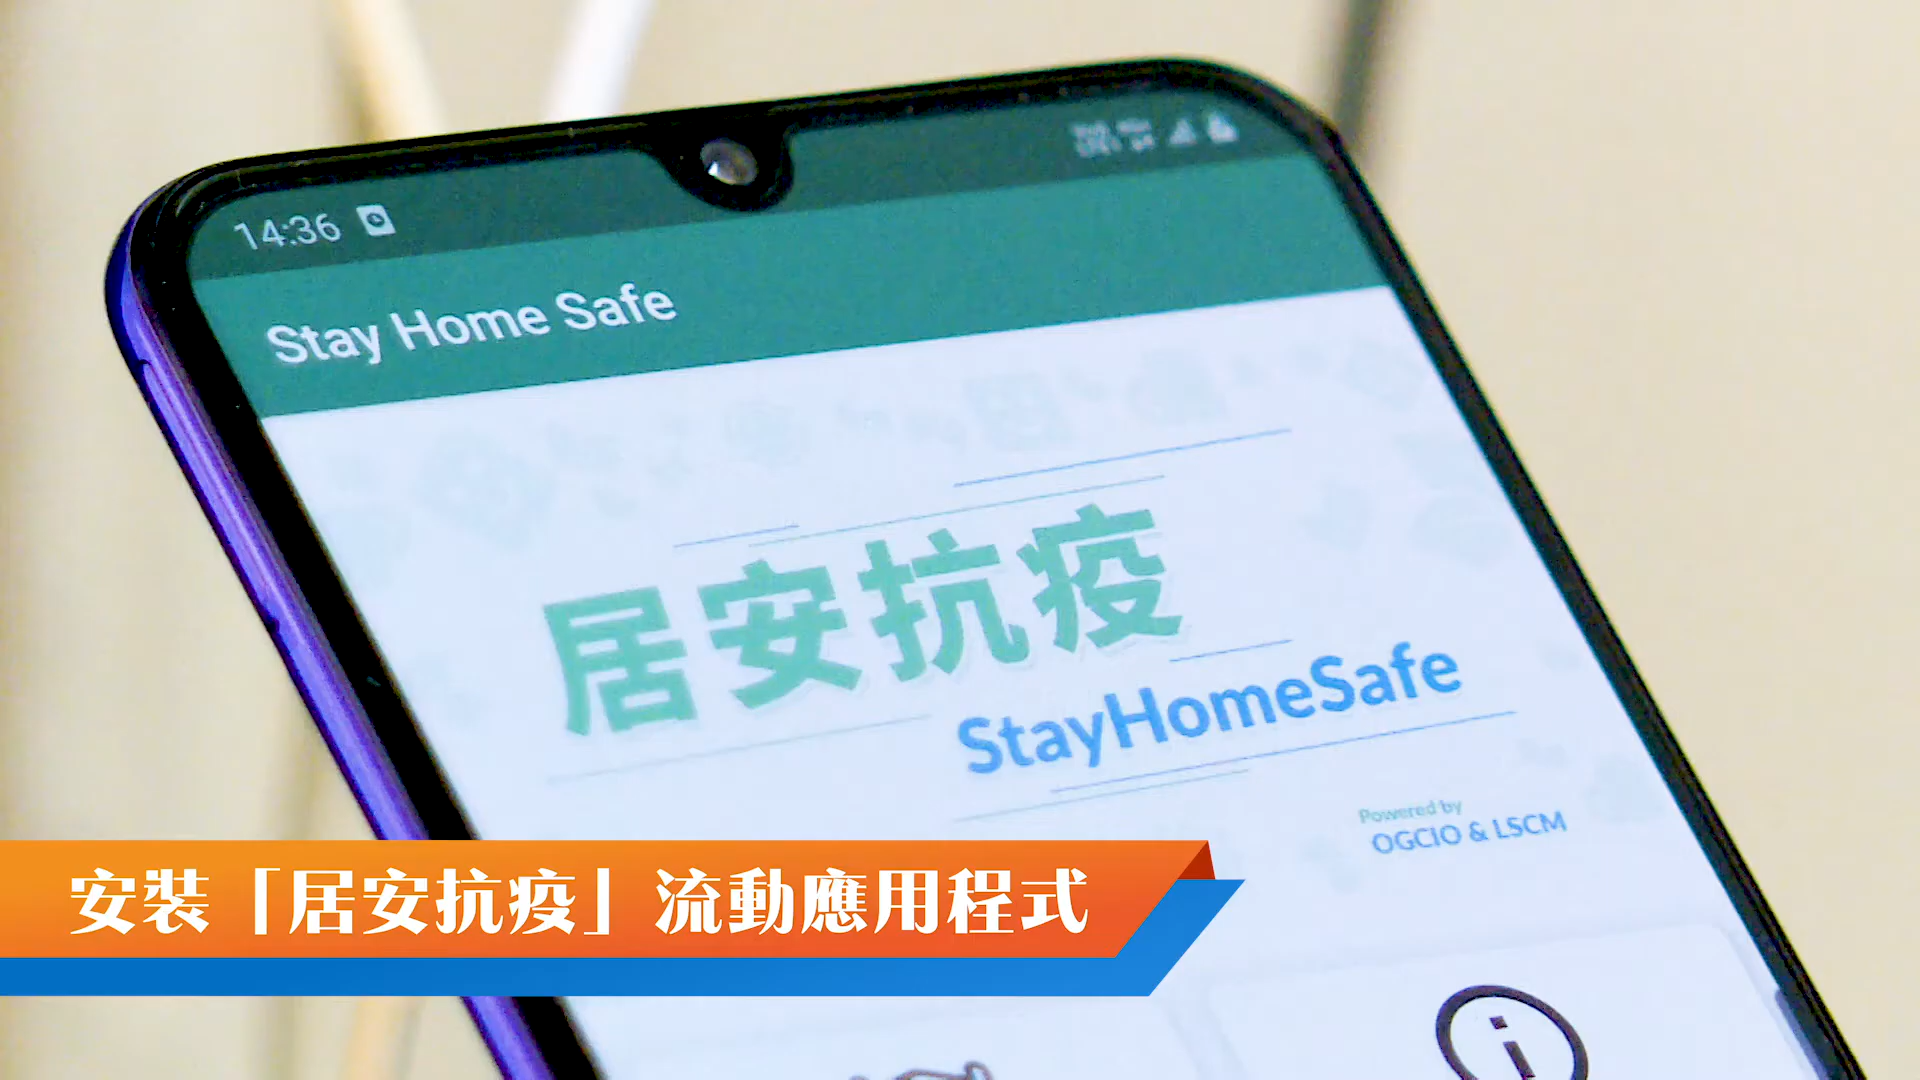 14:36
Stay Home Safe
居安抗疫
StayHomeSafe
Powered by
OGCIO & LSCM
安裝「居安抗疫」流動應用程式